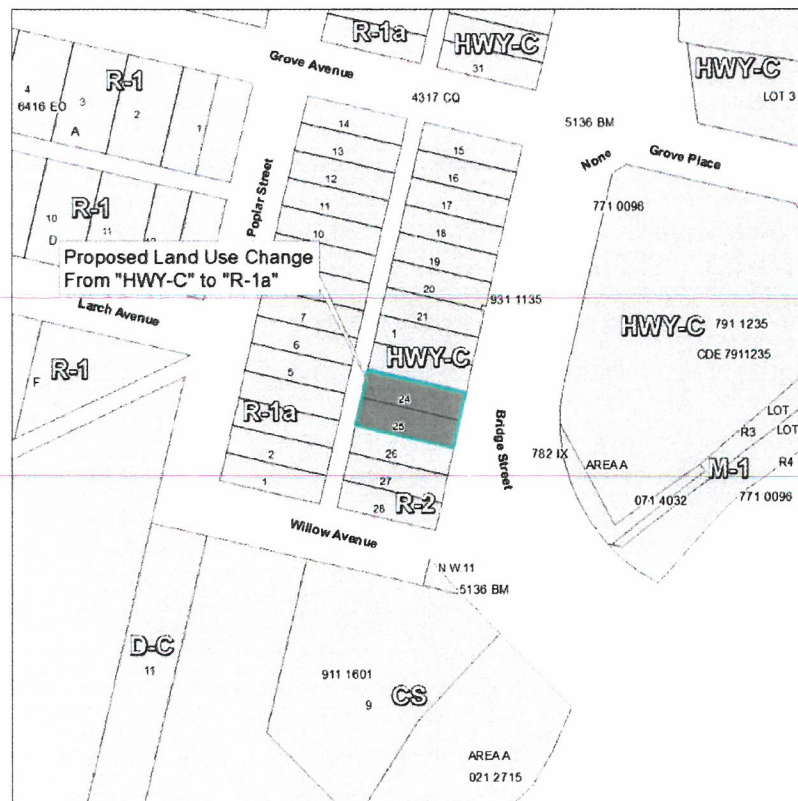 R-1a
HWY-C
31
Grove Avenue
4317 CQ
HWY-C
LOT 3
R-1
4
3
2
1
6416 EO
A
5136 BM
None
Grove Place
14
13
12
11
10
Poplar Street
15
16
17
18
19
20
21
1
771 0096
R-1
10
11
D
Proposed Land Use Change
From "HWY-C" to "R-1a"
931 1135
Larch Avenue
7
6
5
HWY-C
HWY-C
791 1235
CDE 7911235
R-1
F
R-1a
24
25
Bridge Street
2
1
26
27
28
R-2
782 IX
AREA A
R3
LOT
LOT
R4
M-1
071 4032
771 0096
Willow Avenue
N W 11
5136 BM
D-C
11
911 1601
9
CS
AREA A
021 2715